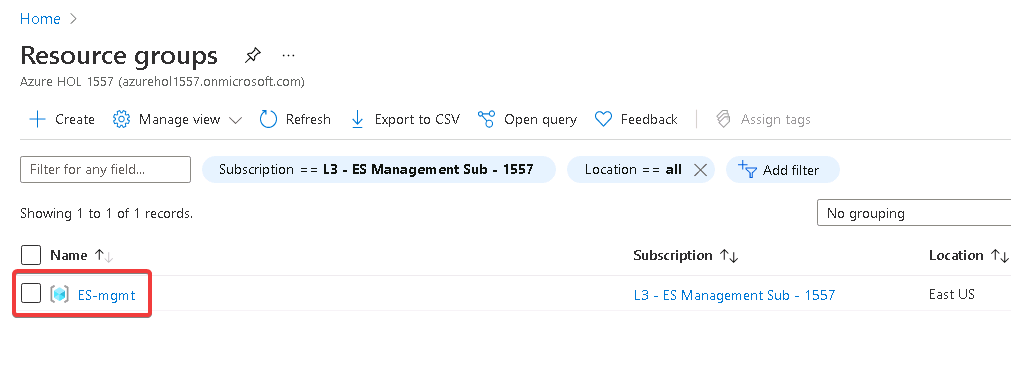 Home
Resource groups
Azure HOL 1557 (azurehol1557.onmicrosoft.com)
Create Manage view Refresh Export to CSV Open query Feedback Assign tags
Filter for any field... Subscription == L3 - ES Management Sub - 1557 Location == all Add filter
Showing 1 to 1 of 1 records.
No grouping
Name Subscription Location
ES-mgmt L3 - ES Management Sub - 1557 East US